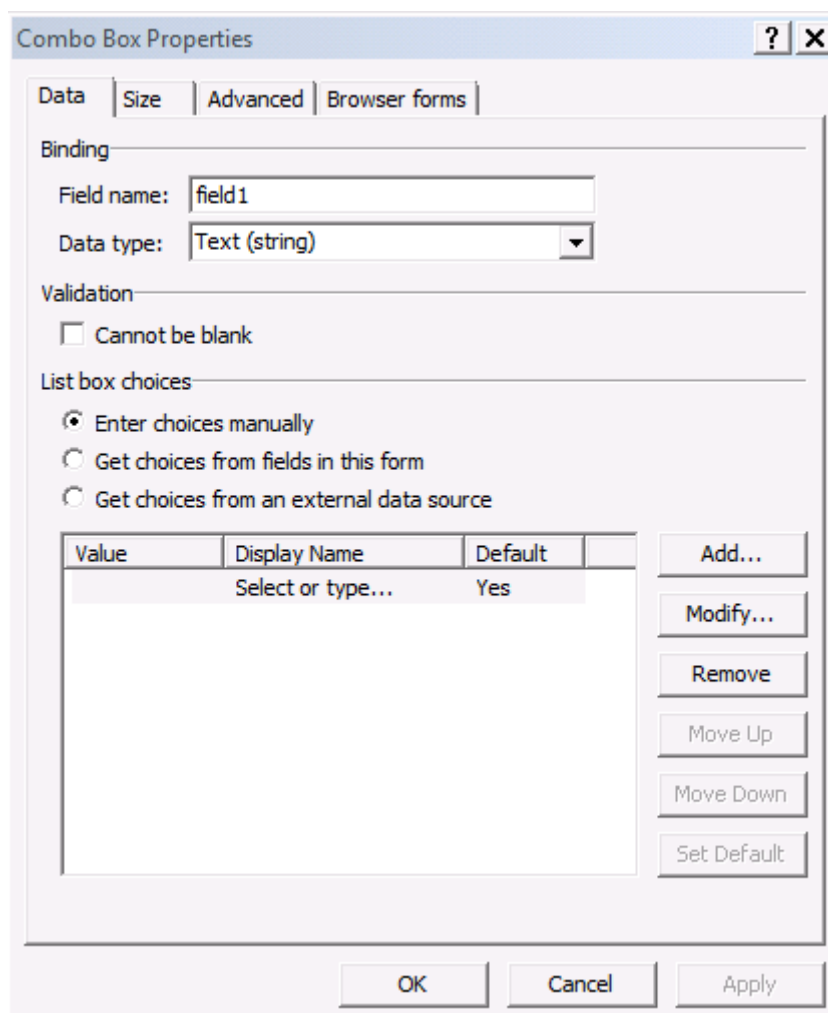 Combo Box Properties
Data Size Advanced Browser forms
Binding
Field name: field1
Data type: Text (string)
Validation
Cannot be blank
List box choices
Enter choices manually
Get choices from fields in this form
Get choices from an external data source
Value Display Name Default
Select or type... Yes
Add...
Modify...
Remove
Move Up
Move Down
Set Default
OK Cancel Apply